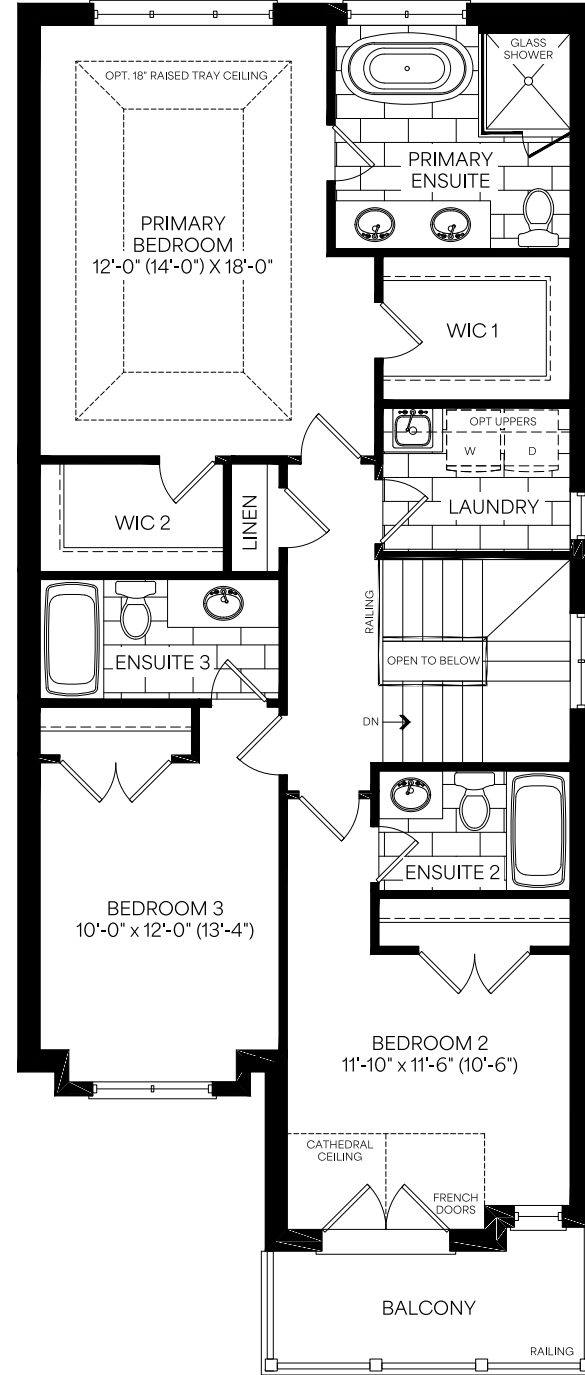 OPT. 18" RAISED TRAY CEILING
GLASS
SHOWER
PRIMARY
ENSUITE
PRIMARY
BEDROOM
12'-0" (14'-0") X 18'-0"
WIC 1
OPT UPPERS
W
D
LAUNDRY
WIC 2
LINEN
RAILING
ENSUITE 3
OPEN TO BELOW
DN
ENSUITE 2
BEDROOM 3
10'-0" x 12'-0" (13'-4")
BEDROOM 2
11'-10" x 11'-6" (10'-6")
CATHEDRAL
CEILING
FRENCH
DOORS
BALCONY
RAILING